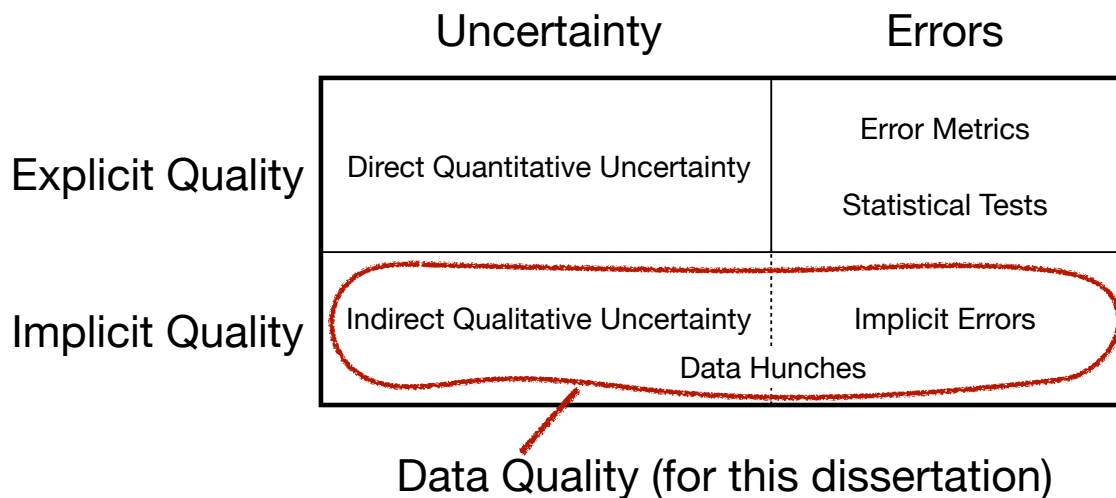 Uncertainty
Errors
Explicit Quality
Direct Quantitative Uncertainty
Error Metrics
Statistical Tests
Implicit Quality
Indirect Qualitative Uncertainty
Implicit Errors
Data Hunches
Data Quality (for this dissertation)